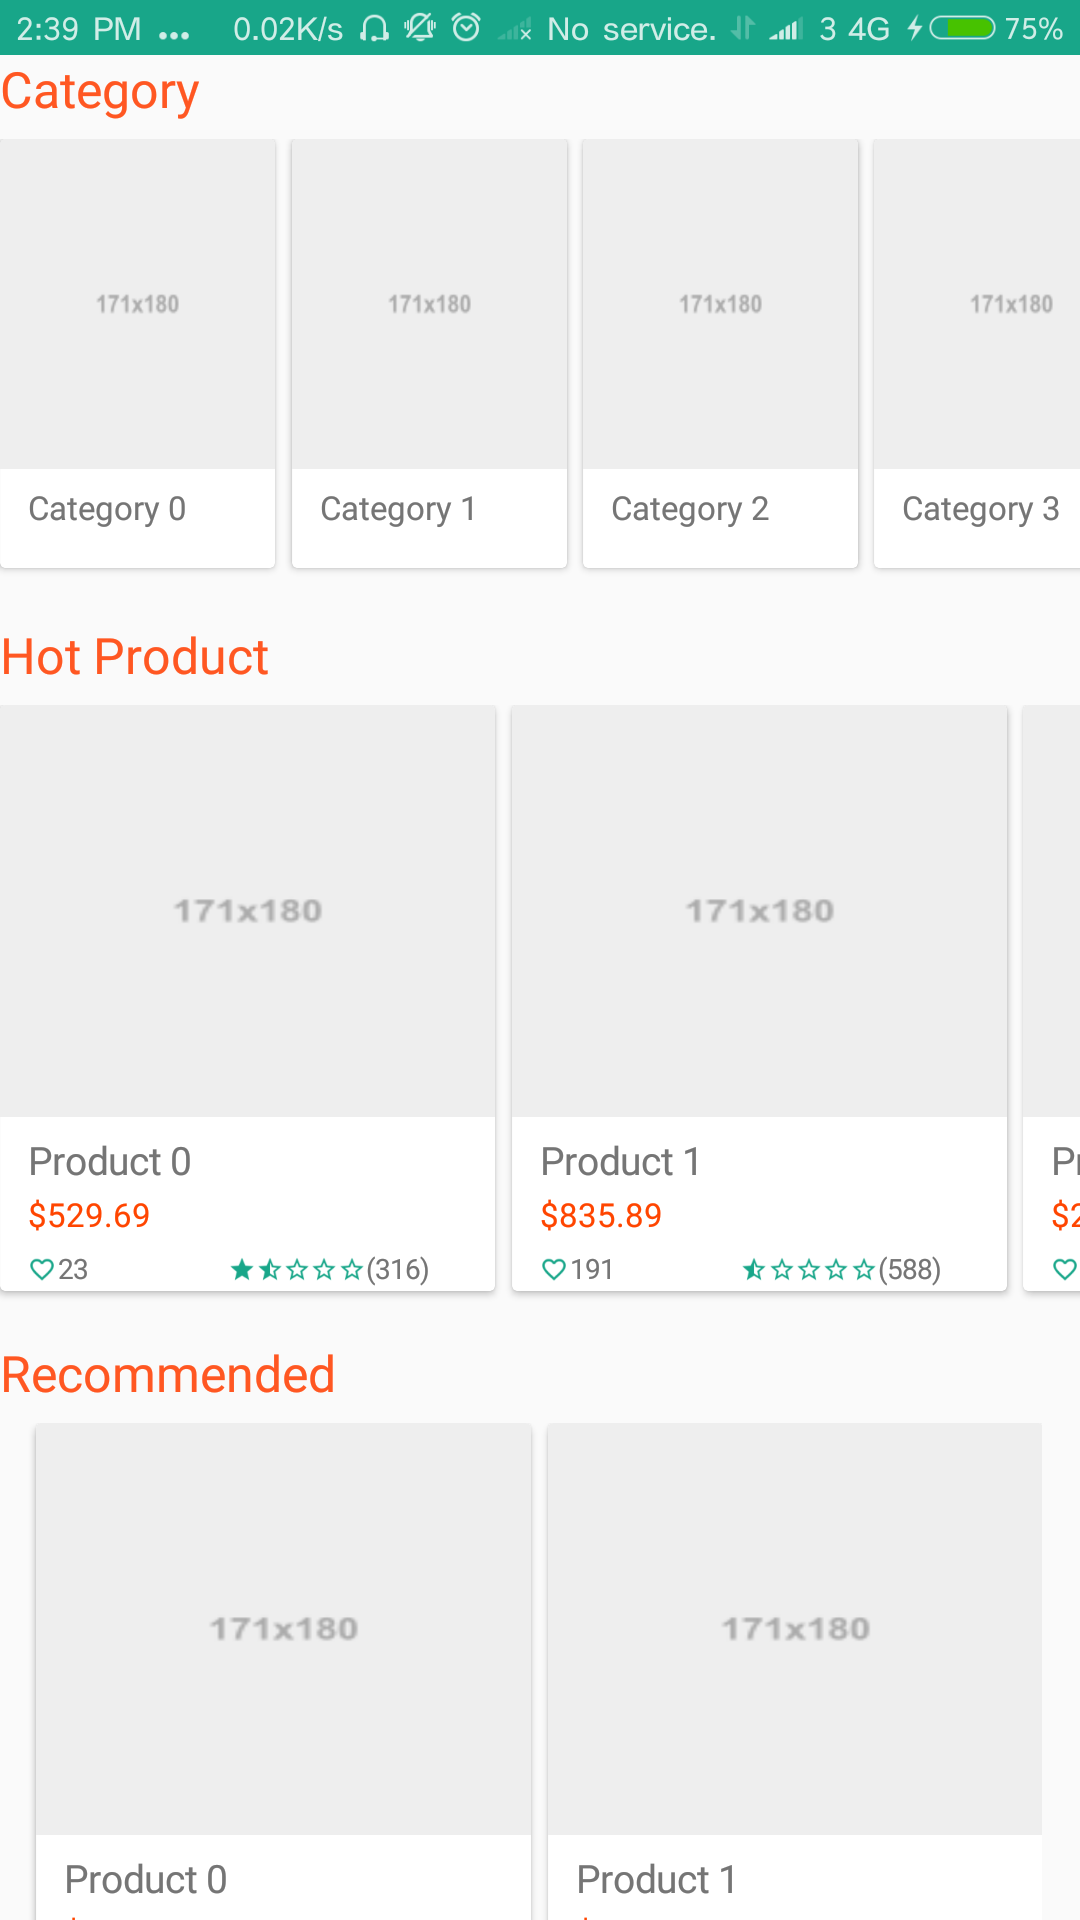 2:39 PM ... 0.02K/s No service. 3 4G 75%
Category
171x180 171x180 171x180 171x180
Category 0 Category 1 Category 2 Category 3
Hot Product
171x180 171x180
Product 0 Product 1
$529.69 $835.89
23 (316) 191 (588)
Recommended
171x180 171x180
Product 0 Product 1